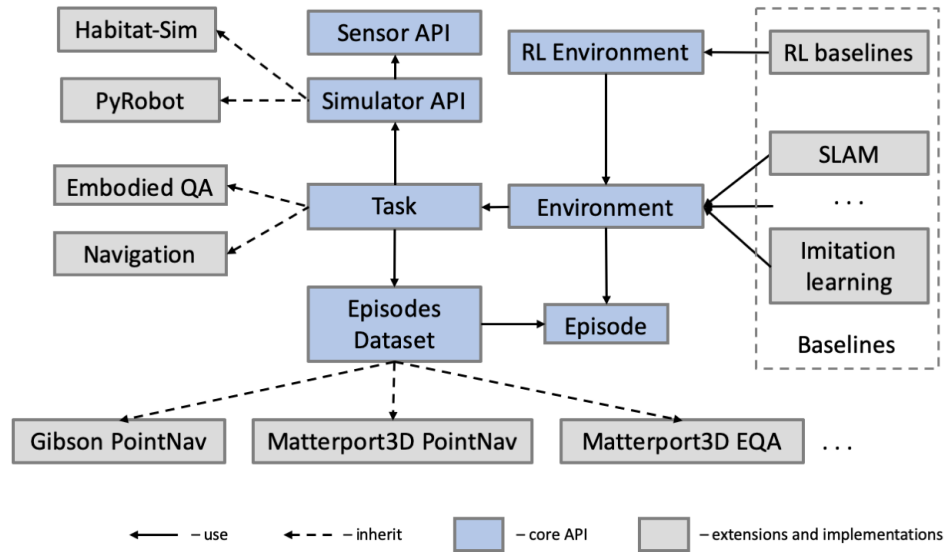 Habitat-Sim
Sensor API
RL Environment
RL baselines
PyRobot
Simulator API
SLAM
Embodied QA
Task
Environment
. . .
Navigation
Imitation
learning
Episodes
Dataset
Episode
Baselines
Gibson PointNav
Matterport3D PointNav
Matterport3D EQA
. . .
– use
– inherit
– core API
– extensions and implementations